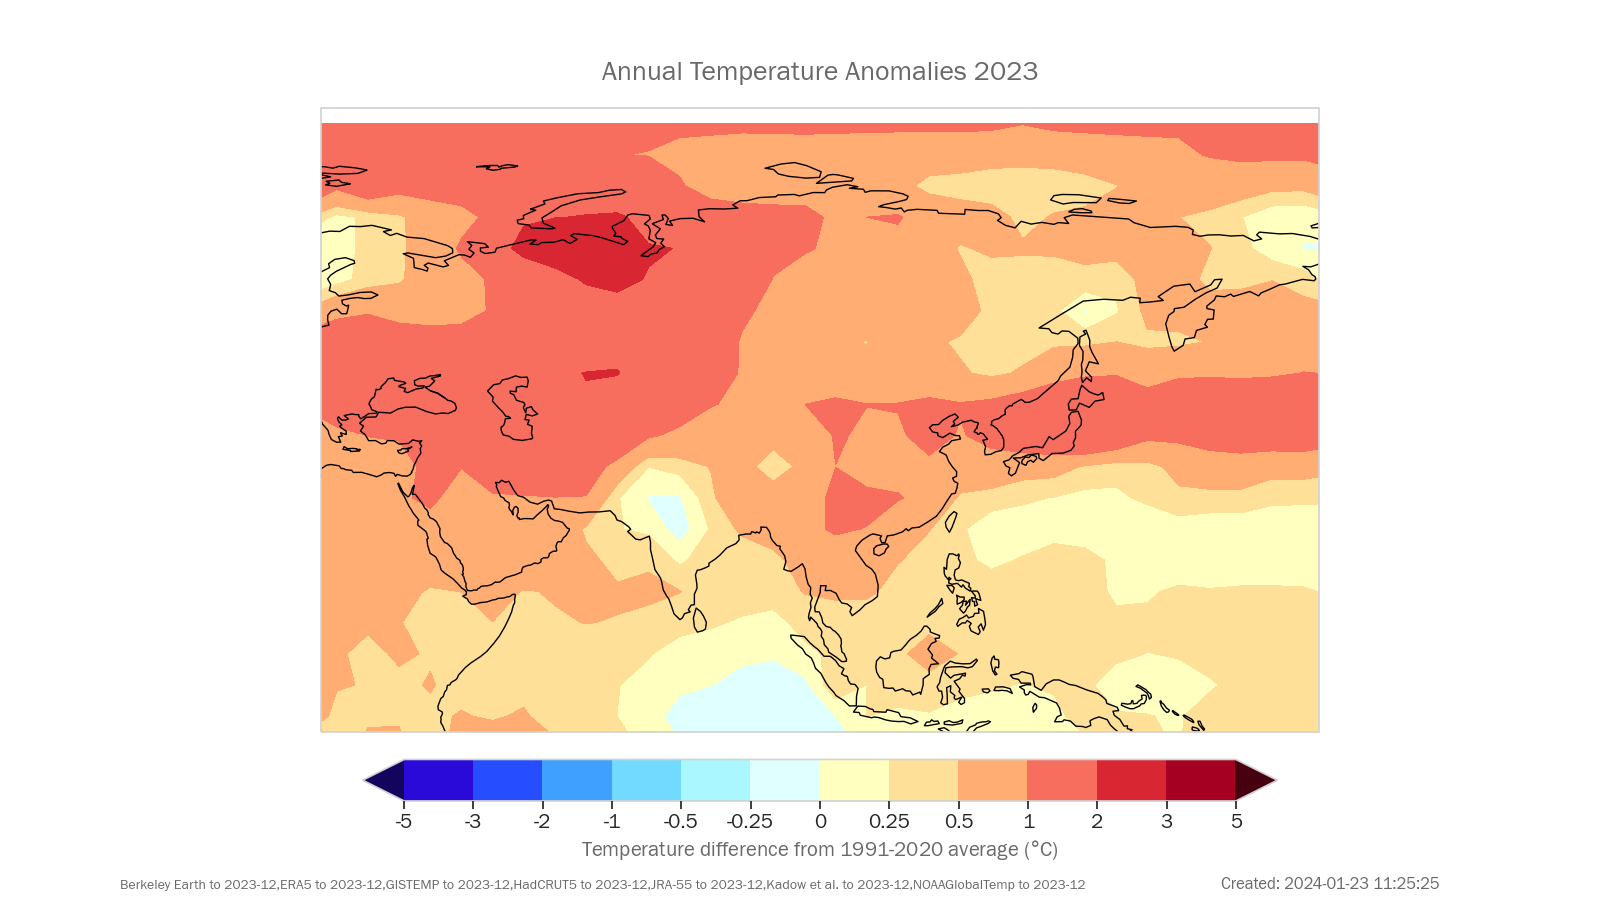 Annual Temperature Anomalies 2023
-5 -3 -2 -1 -0.5 -0.25 0 0.25 0.5 1 2 3 5
Temperature difference from 1991-2020 average (°C)
Berkeley Earth to 2023-12,ERA5 to 2023-12,GISTEMP to 2023-12,HadCRUT5 to 2023-12,JRA-55 to 2023-12,Kadow et al. to 2023-12,NOAAGlobalTemp to 2023-12
Created: 2024-01-23 11:25:25